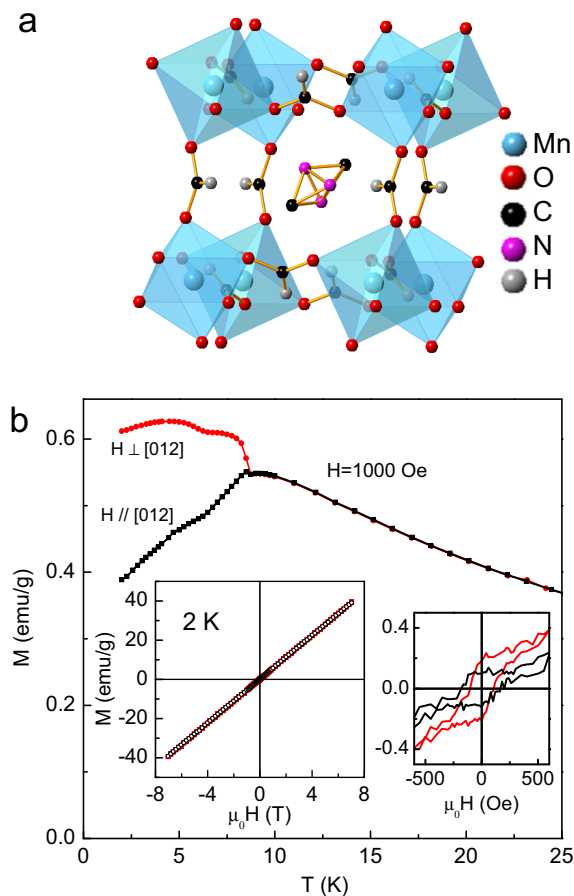 a
Mn
O
C
N
H
b
H ⊥ [012]
H=1000 Oe
H // [012]
M (emu/g)
0.6
0.4
0.2
0.0
0
5
10
15
20
25
T (K)
2 K
M (emu/g)
40
20
0
-20
-40
-8
-4
0
4
8
μ₀H (T)
0.4
0.0
-0.4
-500
0
500
μ₀H (Oe)